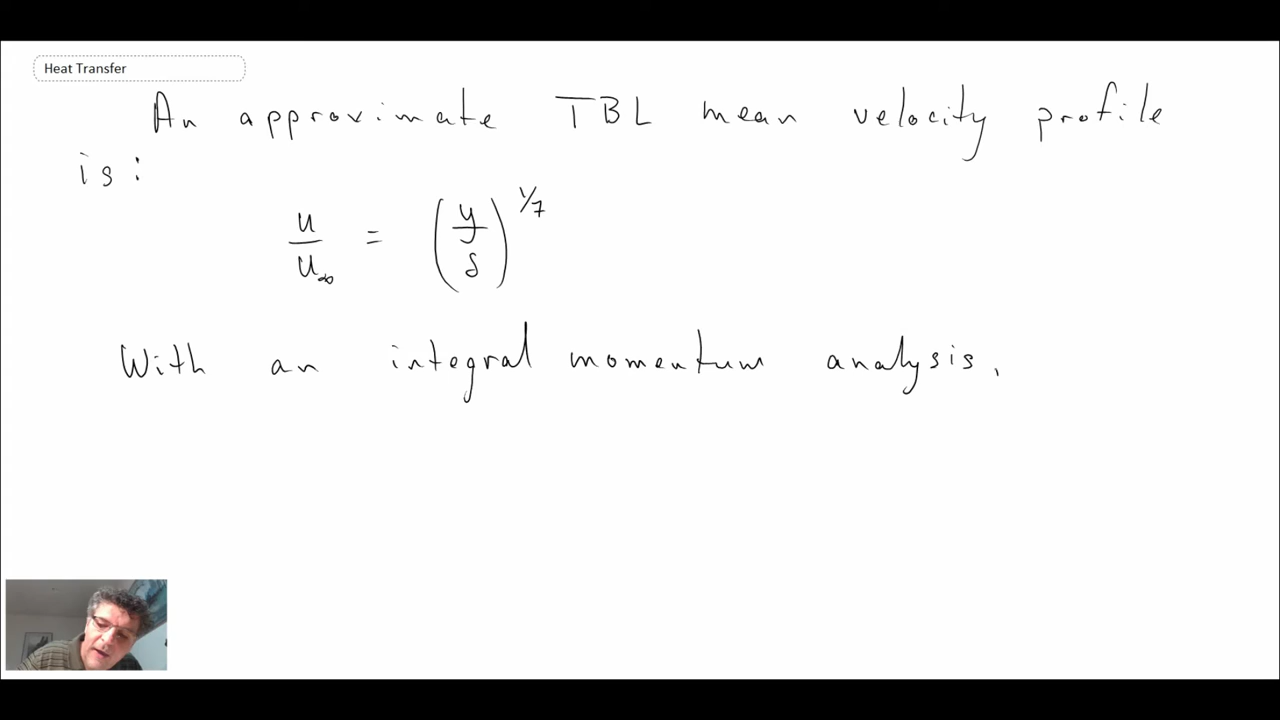 Heat Transfer
An approximate TBL mean velocity profile
is:
u/u∞ = (y/δ)^1/7
With an integral momentum analysis,